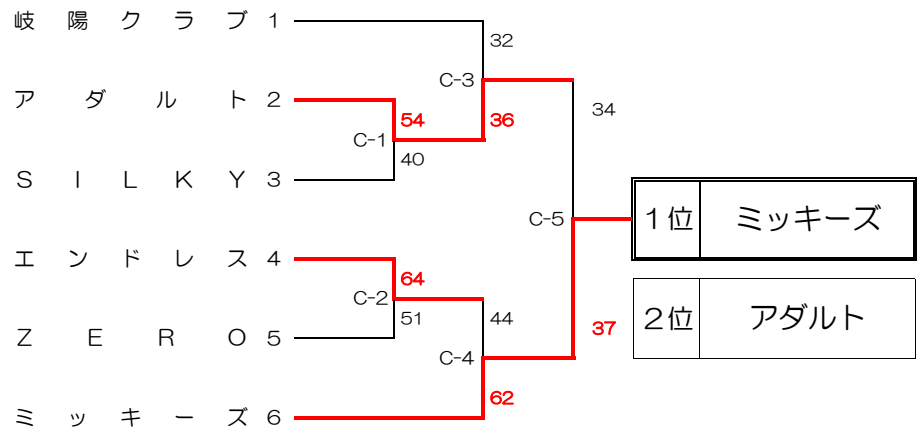 岐陽クラブ 1
32
C-3
アダルト 2
54
36
34
C-1
40
SILKY 3
C-5
1位 ミッキーズ
エンドレス 4
64
C-2
2位 アダルト
51
44
37
ZERO 5
C-4
62
ミッキーズ 6